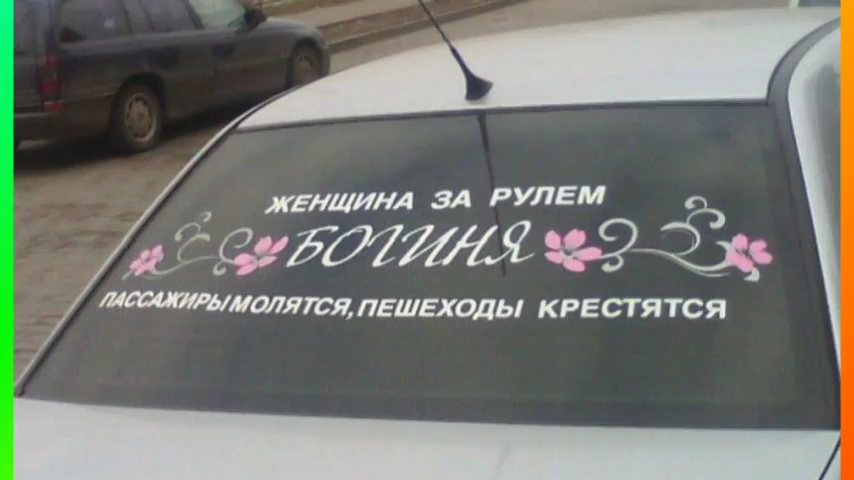 ЖЕНЩИНА ЗА РУЛЕМ
БОГИНЯ
ПАССАЖИРЫ МОЛЯТСЯ, ПЕШЕХОДЫ КРЕСТЯТСЯ